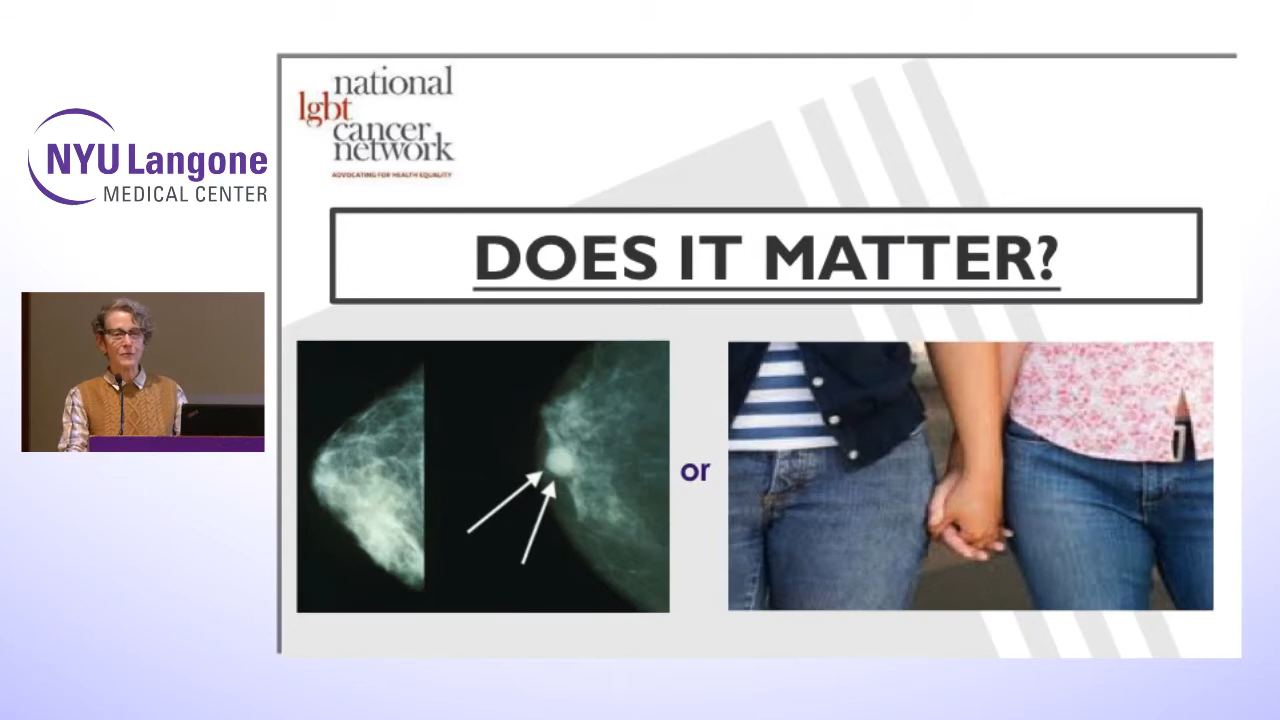 NYU Langone
MEDICAL CENTER
national
lgbt
cancer
network
ADVOCATING FOR HEALTH EQUALITY
DOES IT MATTER?
or